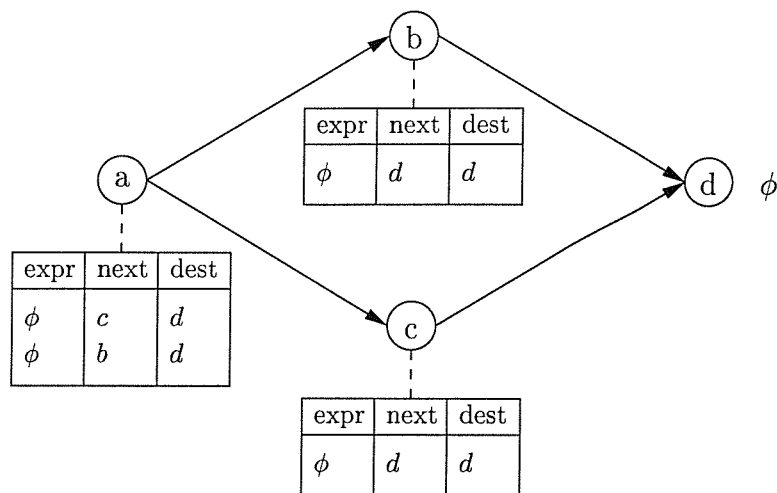 b
expr next dest
ϕ d d
a
d ϕ
expr next dest
ϕ c d
ϕ b d
c
expr next dest
ϕ d d